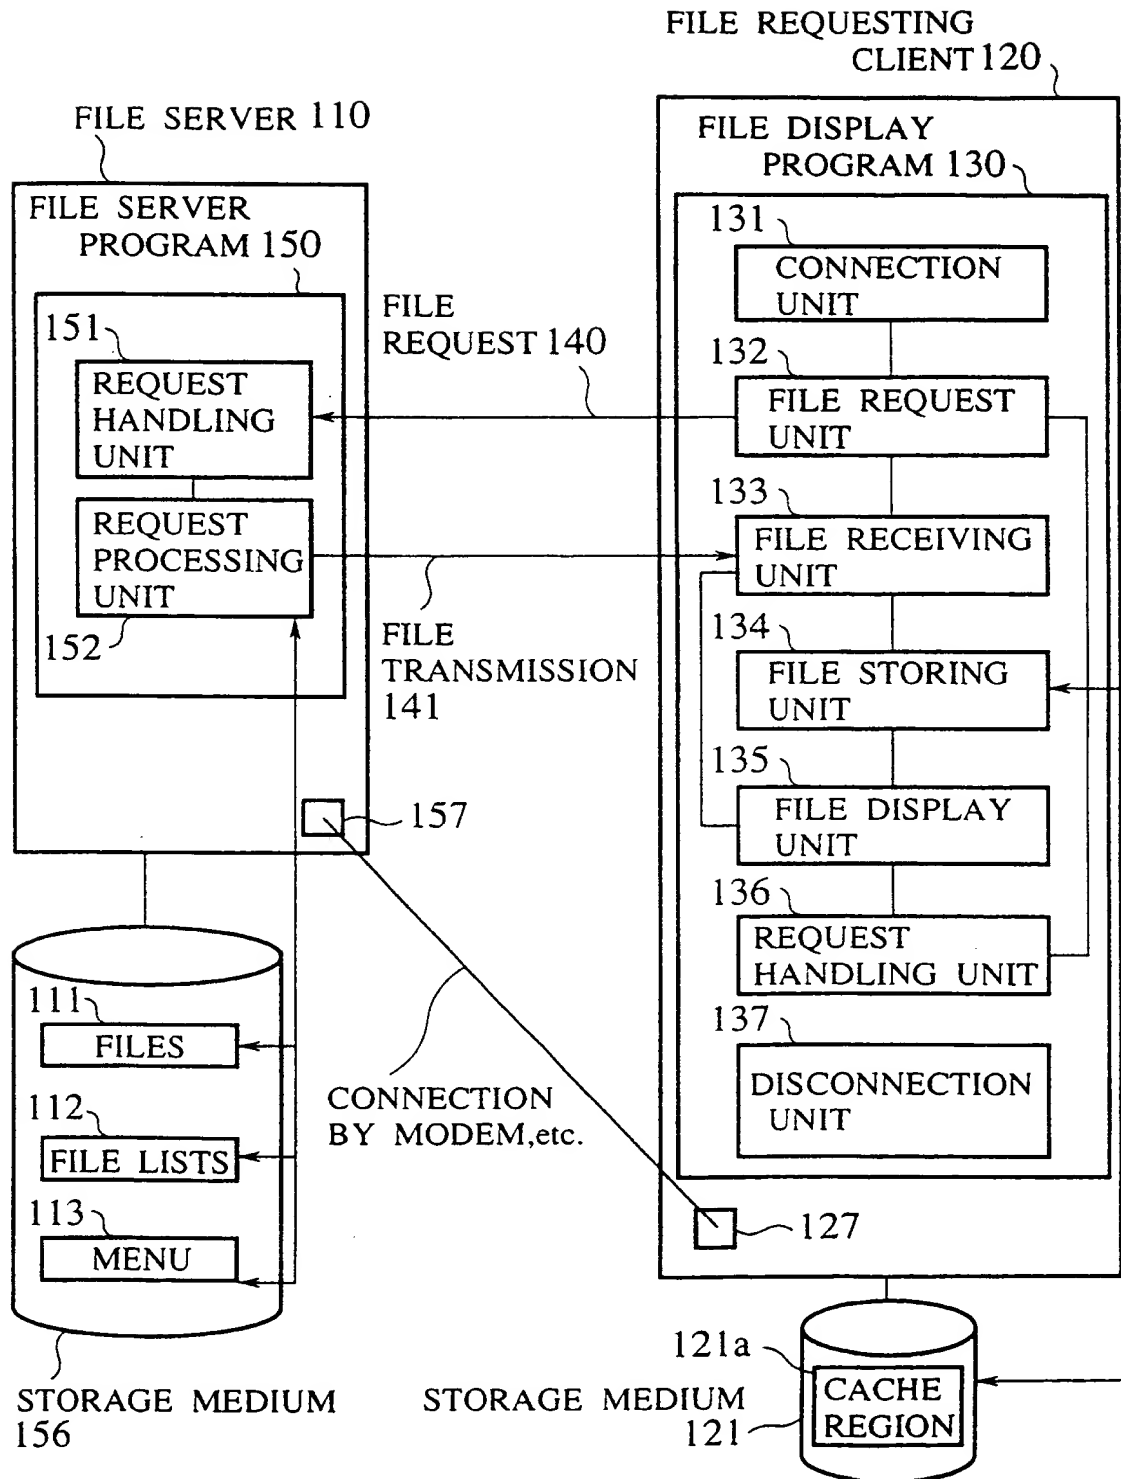 FILE REQUESTING
CLIENT 120
FILE SERVER 110
FILE DISPLAY
PROGRAM 130
FILE SERVER
PROGRAM 150
131
CONNECTION
UNIT
FILE
REQUEST 140
151
REQUEST
HANDLING
UNIT
132
FILE REQUEST
UNIT
133
FILE RECEIVING
UNIT
REQUEST
PROCESSING
UNIT
152
FILE
TRANSMISSION
141
134
FILE STORING
UNIT
135
FILE DISPLAY
UNIT
157
136
REQUEST
HANDLING UNIT
137
DISCONNECTION
UNIT
111
FILES
112
FILE LISTS
113
MENU
CONNECTION
BY MODEM,etc.
127
STORAGE MEDIUM
156
121a
CACHE
REGION
STORAGE MEDIUM
121